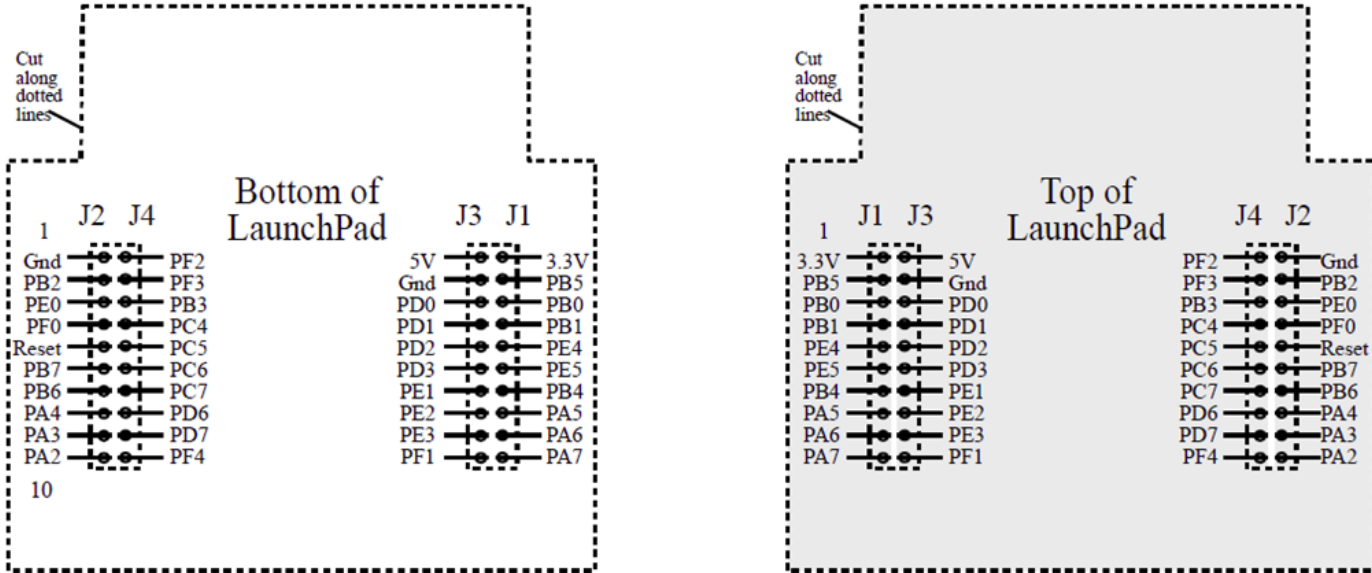 Cut
along
dotted
lines
Bottom of
LaunchPad
1 J2 J4 J3 J1
Gnd PF2 5V 3.3V
PB2 PF3 Gnd PB5
PE0 PB3 PD0 PB0
PF0 PC4 PD1 PB1
Reset PC5 PD2 PE4
PB7 PC6 PD3 PE5
PB6 PC7 PE1 PB4
PA4 PD6 PE2 PA5
PA3 PD7 PE3 PA6
PA2 PF4 PF1 PA7
10
Cut
along
dotted
lines
Top of
LaunchPad
1 J1 J3 J4 J2
3.3V 5V PF2 Gnd
PB5 Gnd PF3 PB2
PB0 PD0 PB3 PE0
PB1 PD1 PC4 PF0
PE4 PD2 PC5 Reset
PE5 PD3 PC6 PB7
PB4 PE1 PC7 PB6
PA5 PE2 PD6 PA4
PA6 PE3 PD7 PA3
PA7 PF1 PF4 PA2